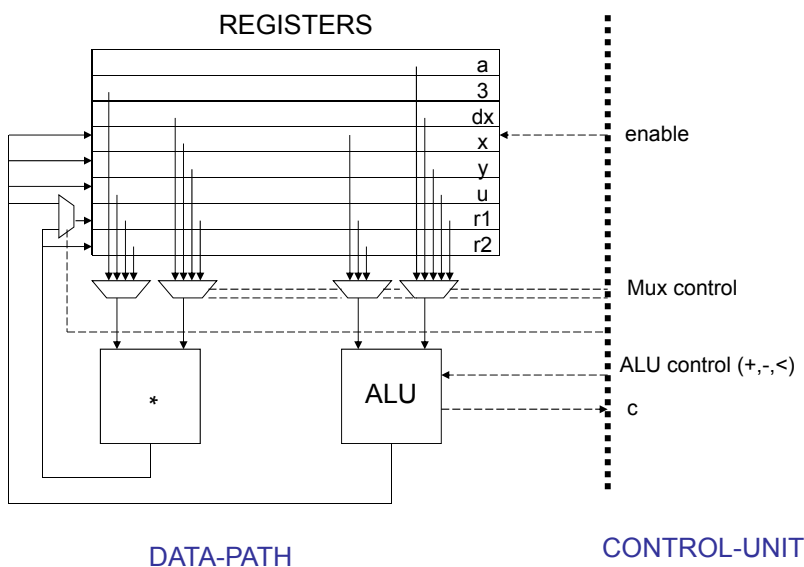 REGISTERS
a
3
dx
x
y
u
r1
r2
enable
Mux control
ALU control (+,-,<)
*
ALU
c
DATA-PATH
CONTROL-UNIT